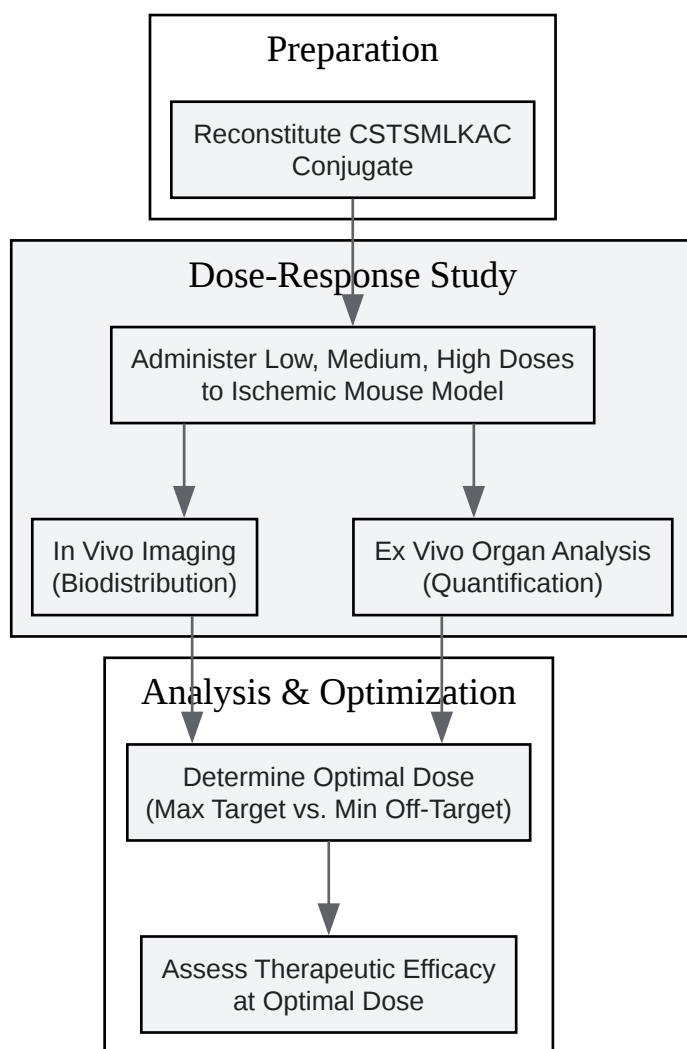 Preparation
Reconstitute CSTSMLKAC
Conjugate
Dose-Response Study
Administer Low, Medium, High Doses
to Ischemic Mouse Model
In Vivo Imaging
(Biodistribution)
Ex Vivo Organ Analysis
(Quantification)
Analysis & Optimization
Determine Optimal Dose
(Max Target vs. Min Off-Target)
Assess Therapeutic Efficacy
at Optimal Dose